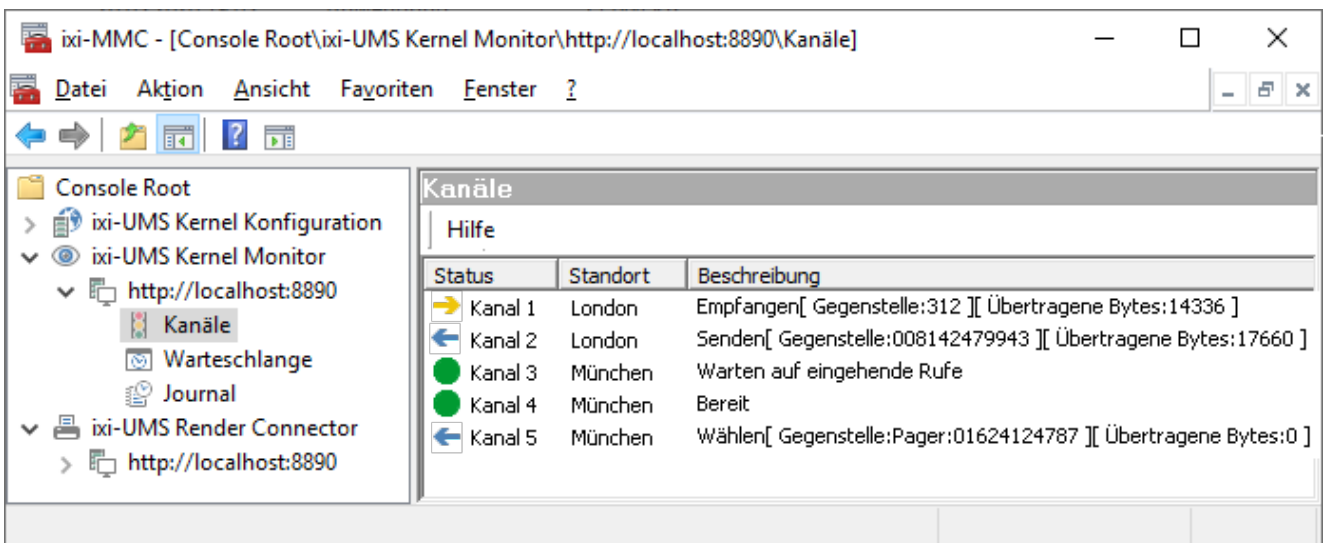 ixi-MMC - [Console Root\ixi-UMS Kernel Monitor\http://localhost:8890\Kanäle]
Datei Aktion Ansicht Favoriten Fenster ?
Console Root
ixi-UMS Kernel Konfiguration
ixi-UMS Kernel Monitor
http://localhost:8890
Kanäle
Warteschlange
Journal
ixi-UMS Render Connector
http://localhost:8890
Kanäle
Hilfe
Status Standort Beschreibung
Kanal 1 London Empfangen[ Gegenstelle:312 ][ Übertragene Bytes:14336 ]
Kanal 2 London Senden[ Gegenstelle:008142479943 ][ Übertragene Bytes:17660 ]
Kanal 3 München Warten auf eingehende Rufe
Kanal 4 München Bereit
Kanal 5 München Wählen[ Gegenstelle:Pager:01624124787 ][ Übertragene Bytes:0 ]